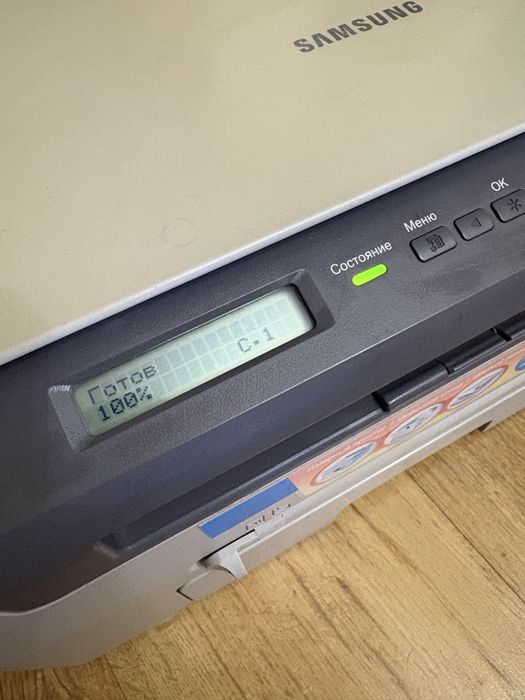 SAMSUNG
OK
Меню
Состояние
Готов
100% С-1